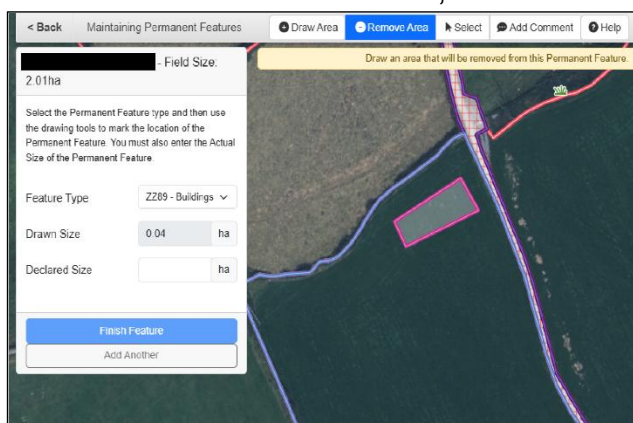 < Back
Maintaining Permanent Features
Draw Area
Remove Area
Select
Add Comment
Help
- Field Size:
2.01ha
Draw an area that will be removed from this Permanent Feature.
Select the Permanent Feature type and then use
the drawing tools to mark the location of the
Permanent Feature. You must also enter the Actual
Size of the Permanent Feature.
Feature Type
ZZ89 - Buildings
Drawn Size
0.04
ha
Declared Size
ha
Finish Feature
Add Another